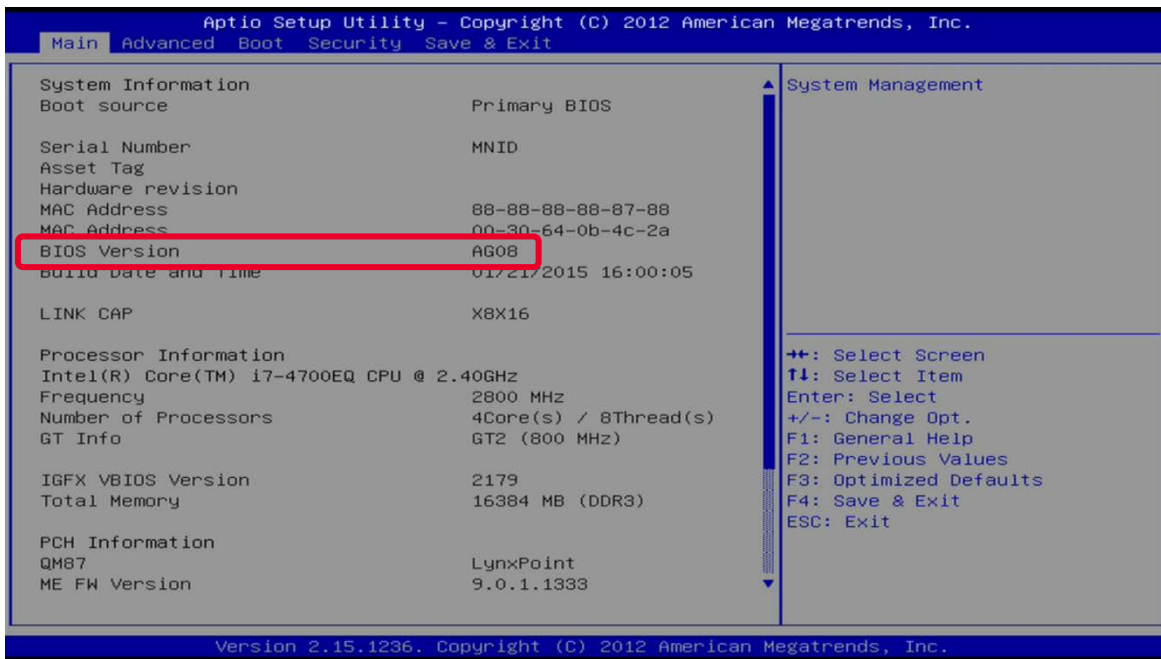 Aptio Setup Utility – Copyright (C) 2012 American Megatrends, Inc.
Main Advanced Boot Security Save & Exit
System Information
Boot source Primary BIOS
Serial Number MNID
Asset Tag
Hardware revision
MAC Address 88-88-88-88-87-88
MAC Address 00-30-64-0b-4c-2a
BIOS Version AG08
Build Date and Time 01/21/2015 16:00:05
LINK CAP X8X16
Processor Information
Intel(R) Core(TM) i7-4700EQ CPU @ 2.40GHz
Frequency 2800 MHz
Number of Processors 4Core(s) / 8Thread(s)
GT Info GT2 (800 MHz)
IGFX VBIOS Version 2179
Total Memory 16384 MB (DDR3)
PCH Information
QM87 LynxPoint
ME FW Version 9.0.1.1333
System Management
→←: Select Screen
↑↓: Select Item
Enter: Select
+/-: Change Opt.
F1: General Help
F2: Previous Values
F3: Optimized Defaults
F4: Save & Exit
ESC: Exit
Version 2.15.1236. Copyright (C) 2012 American Megatrends, Inc.